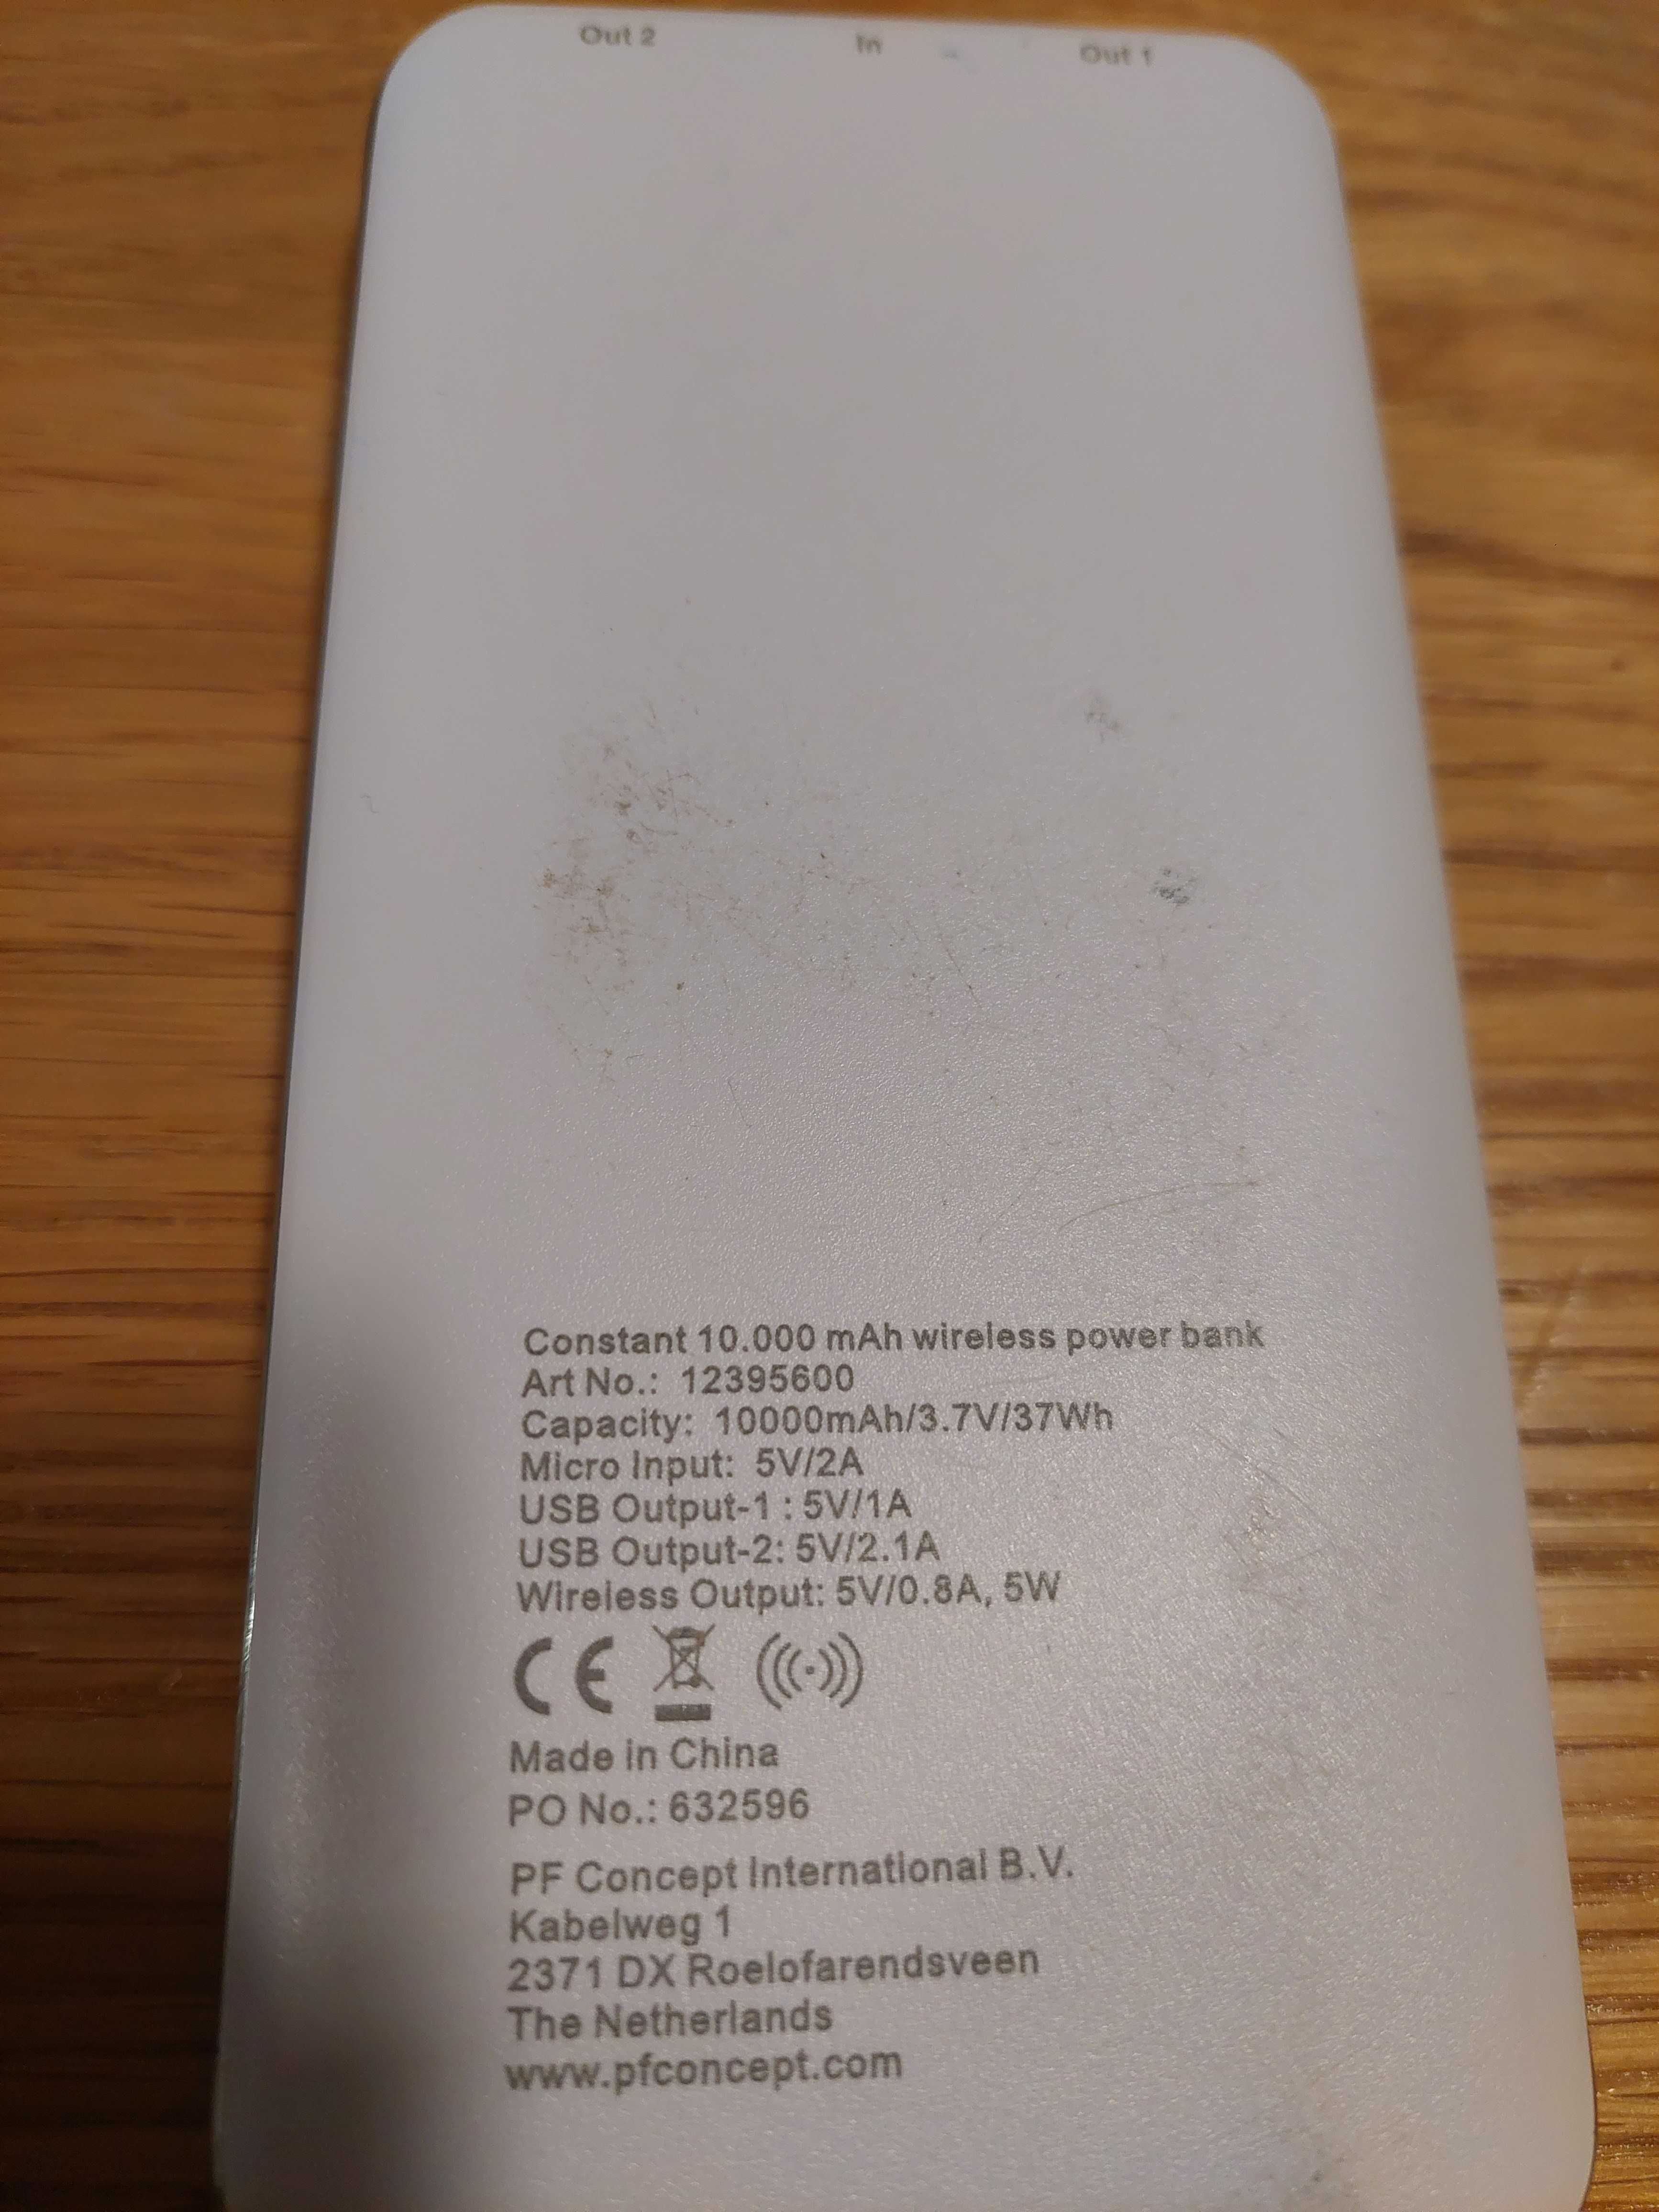 Out 2 In Out 1
Constant 10.000 mAh wireless power bank
Art No.: 12395600
Capacity: 10000mAh/3.7V/37Wh
Micro Input: 5V/2A
USB Output-1 : 5V/1A
USB Output-2: 5V/2.1A
Wireless Output: 5V/0.8A, 5W
CE
Made in China
PO No.: 632596
PF Concept International B.V.
Kabelweg 1
2371 DX Roelofarendsveen
The Netherlands
www.pfconcept.com